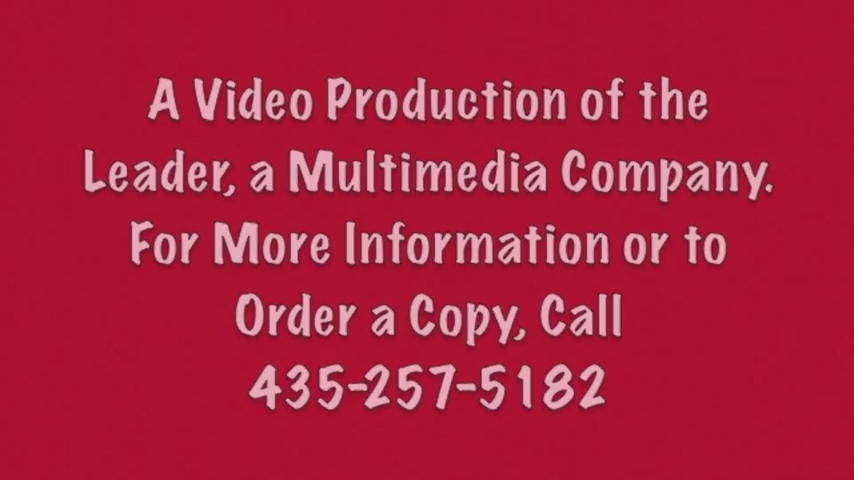 A Video Production of the
Leader, a Multimedia Company.
For More Information or to
Order a Copy, Call
435-257-5182